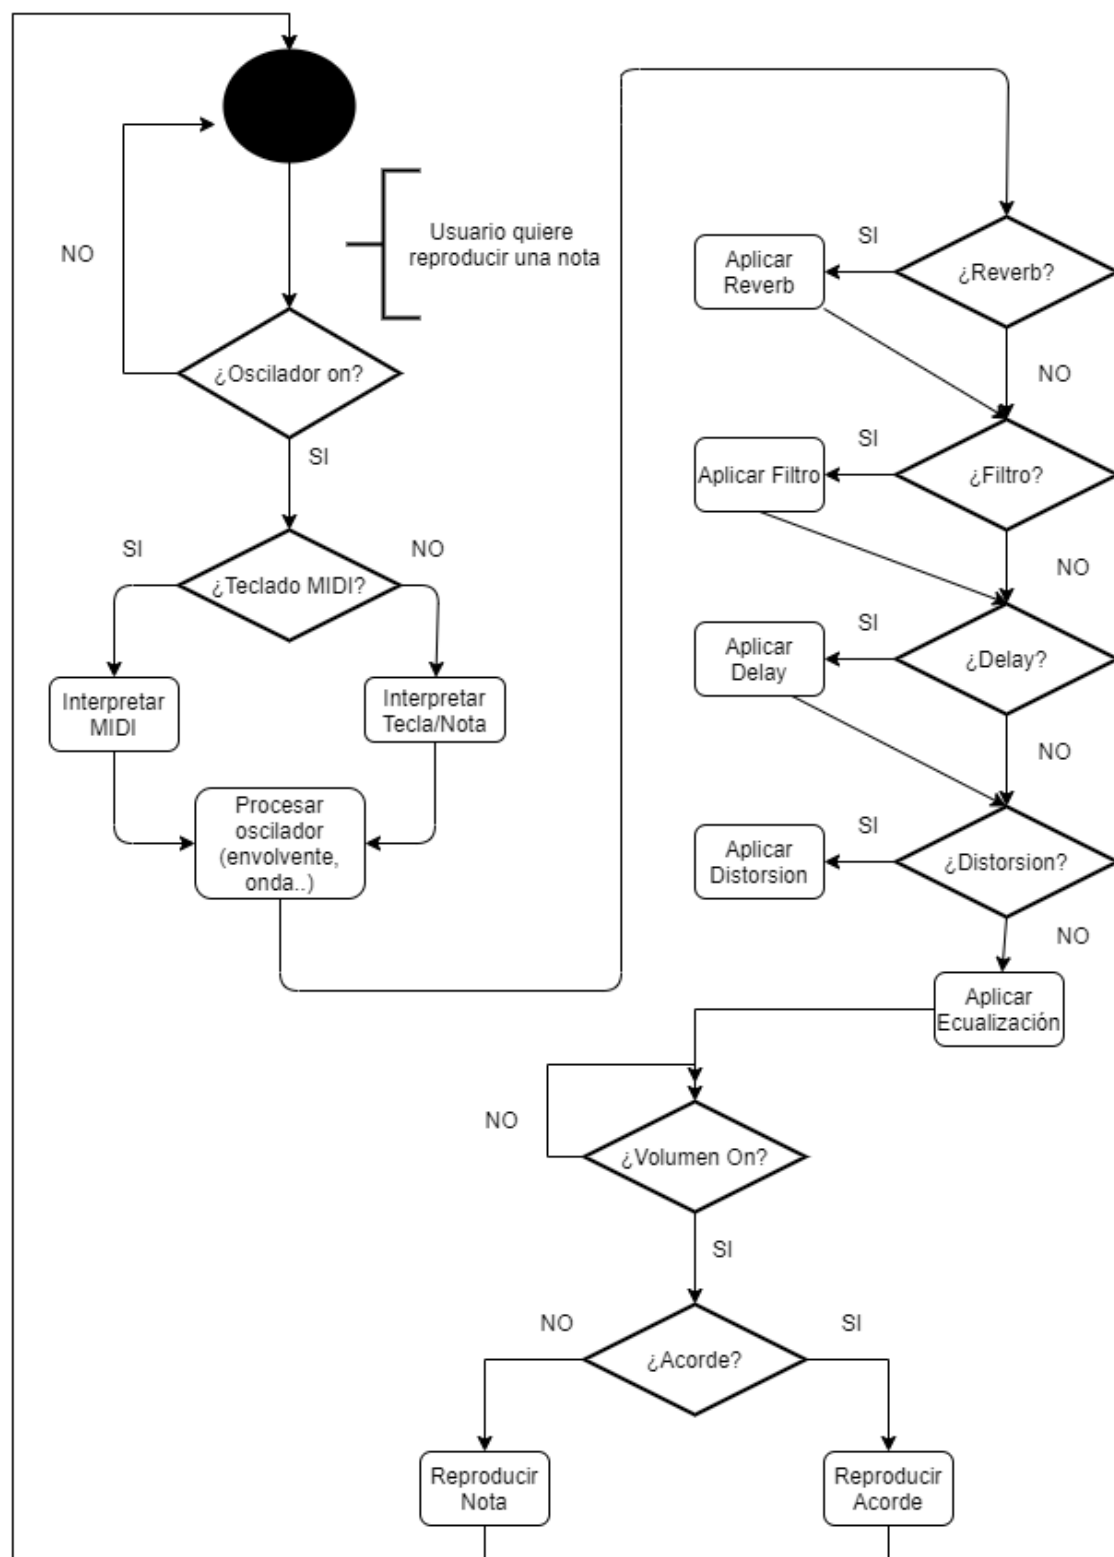 NO
Usuario quiere
reproducir una nota
¿Oscilador on?
SI
SI
NO
¿Teclado MIDI?
Interpretar
MIDI
Interpretar
Tecla/Nota
Procesar
oscilador
(envolvente,
onda..)
SI
¿Reverb?
Aplicar
Reverb
NO
SI
¿Filtro?
Aplicar Filtro
NO
SI
¿Delay?
Aplicar
Delay
NO
SI
¿Distorsion?
Aplicar
Distorsion
NO
Aplicar
Ecualización
NO
¿Volumen On?
SI
NO
SI
¿Acorde?
Reproducir
Nota
Reproducir
Acorde